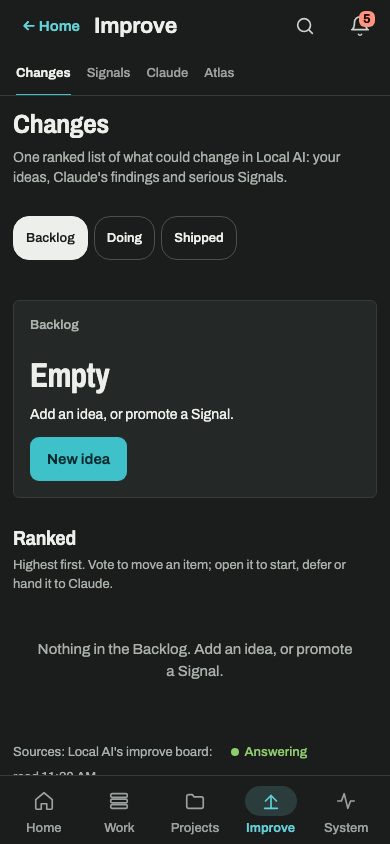 ← Home Improve 5
Changes Signals Claude Atlas
Changes
One ranked list of what could change in Local AI: your
ideas, Claude's findings and serious Signals.
Backlog Doing Shipped
Backlog
Empty
Add an idea, or promote a Signal.
New idea
Ranked
Highest first. Vote to move an item; open it to start, defer or
hand it to Claude.
Nothing in the Backlog. Add an idea, or promote
a Signal.
Sources: Local AI's improve board: Answering
Home Work Projects Improve System